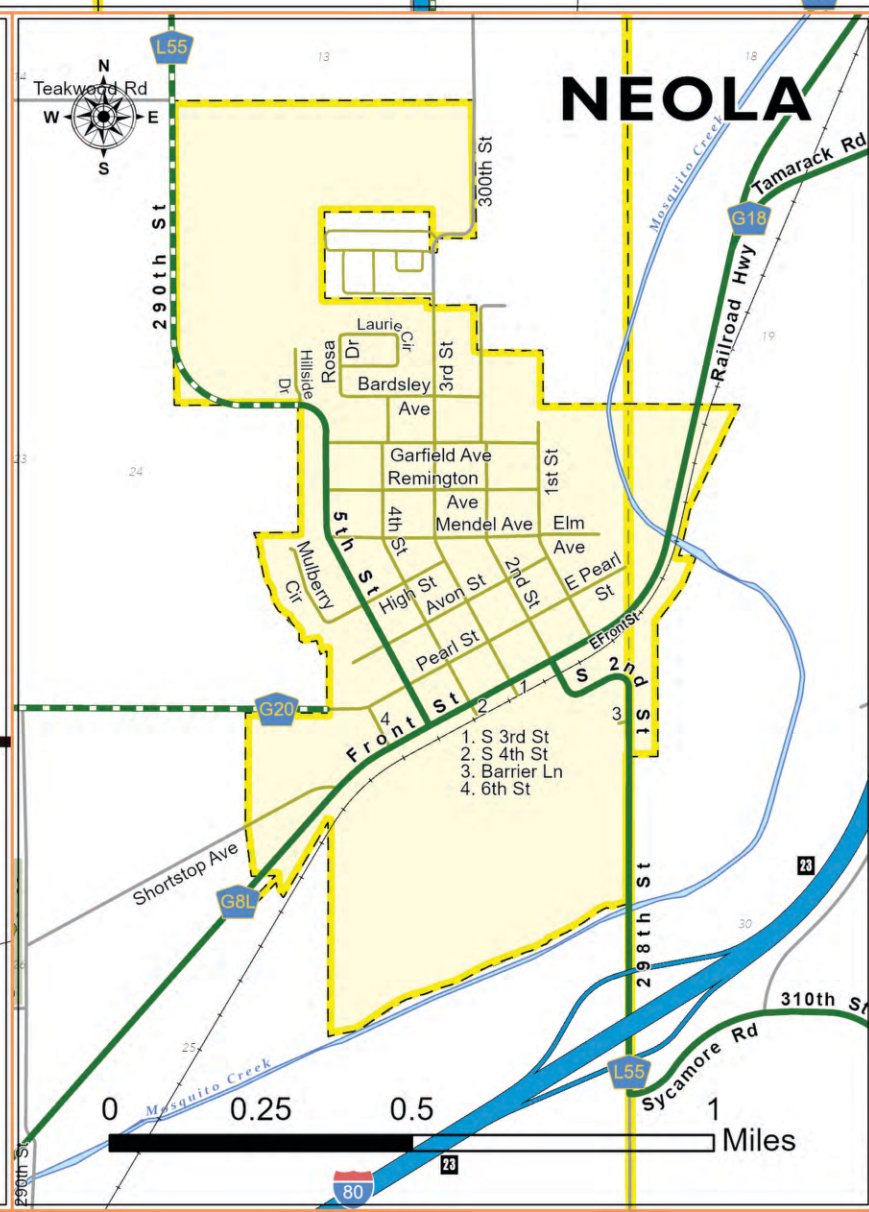 L55
13
18
14
Teakwood Rd
N
W
E
S
NEOLA
300th St
Mosquito Creek
Tamarack Rd
G18
Railroad Hwy
290th St
19
Laurie
Cir
Rosa
Dr
Hillside
Dr
3rd St
Bardsley
Ave
23
24
Garfield Ave
Remington
Ave
1st St
Mendel Ave
Elm
Ave
4th St
5th St
Mulberry
Cir
High St
Avon St
2nd St
E Pearl
St
Pearl St
E Front St
S 2nd St
G20
4
Front St
2
1
3
1. S 3rd St
2. S 4th St
3. Barrier Ln
4. 6th St
Shortstop Ave
23
G8L
298th St
30
26
310th St
25
L55
Sycamore Rd
Mosquito Creek
0
0.25
0.5
1
Miles
290th St
23
80